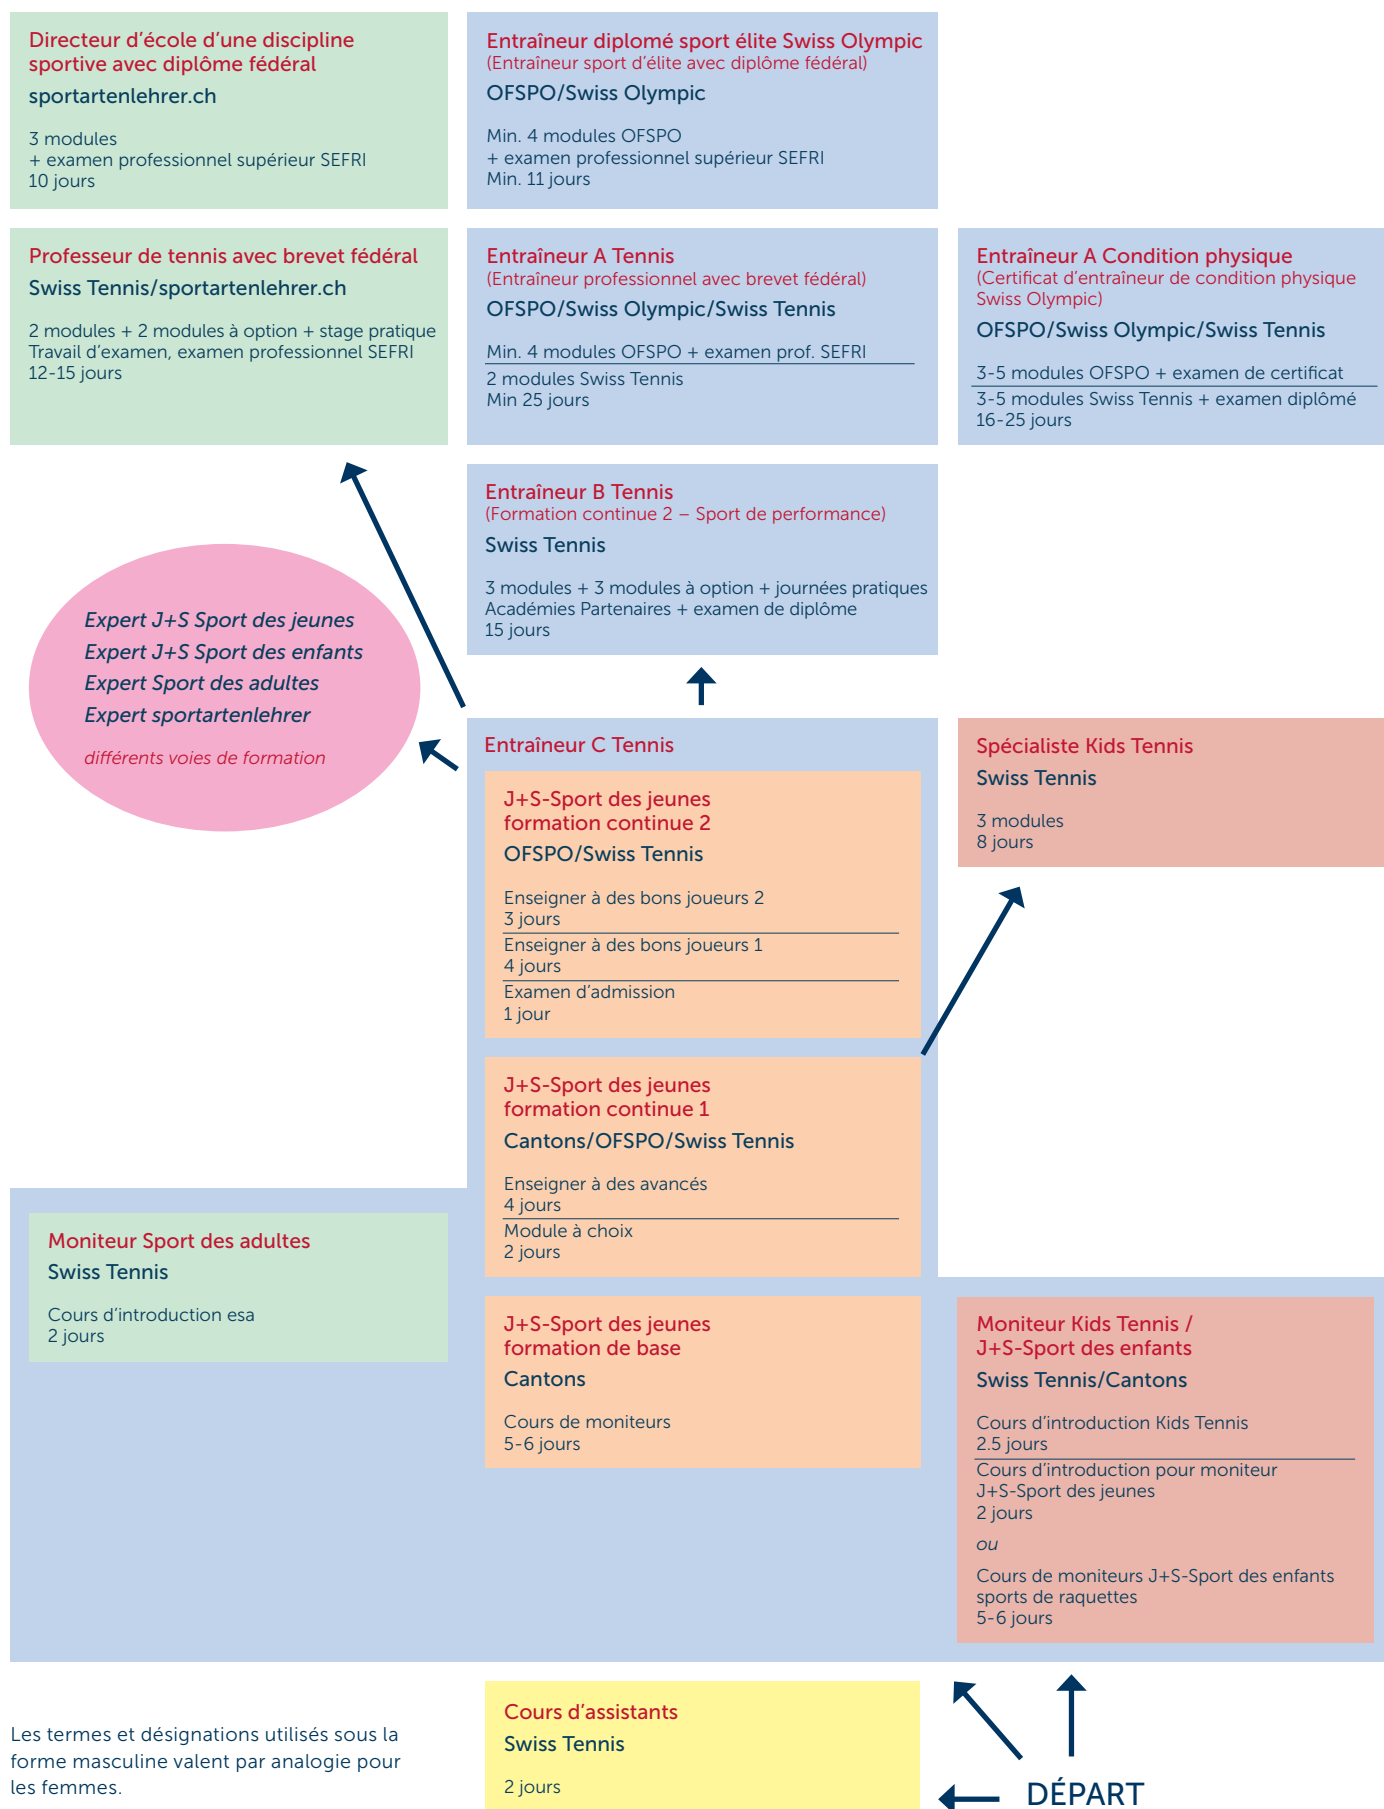 Directeur d’école d’une discipline
sportive avec diplôme fédéral
sportartenlehrer.ch
3 modules
+ examen professionnel supérieur SEFRI
10 jours
Entraîneur diplomé sport élite Swiss Olympic
(Entraîneur sport d’élite avec diplôme fédéral)
OFSPO/Swiss Olympic
Min. 4 modules OFSPO
+ examen professionnel supérieur SEFRI
Min. 11 jours
Professeur de tennis avec brevet fédéral
Swiss Tennis/sportartenlehrer.ch
2 modules + 2 modules à option + stage pratique
Travail d’examen, examen professionnel SEFRI
12-15 jours
Entraîneur A Tennis
(Entraîneur professionnel avec brevet fédéral)
OFSPO/Swiss Olympic/Swiss Tennis
Min. 4 modules OFSPO + examen prof. SEFRI
2 modules Swiss Tennis
Min 25 jours
Entraîneur A Condition physique
(Certificat d’entraîneur de condition physique
Swiss Olympic)
OFSPO/Swiss Olympic/Swiss Tennis
3-5 modules OFSPO + examen de certificat
3-5 modules Swiss Tennis + examen diplômé
16-25 jours
Entraîneur B Tennis
(Formation continue 2 – Sport de performance)
Swiss Tennis
3 modules + 3 modules à option + journées pratiques
Académies Partenaires + examen de diplôme
15 jours
Expert J+S Sport des jeunes
Expert J+S Sport des enfants
Expert Sport des adultes
Expert sportartenlehrer
différents voies de formation
Entraîneur C Tennis
J+S-Sport des jeunes
formation continue 2
OFSPO/Swiss Tennis
Enseigner à des bons joueurs 2
3 jours
Enseigner à des bons joueurs 1
4 jours
Examen d’admission
1 jour
Spécialiste Kids Tennis
Swiss Tennis
3 modules
8 jours
J+S-Sport des jeunes
formation continue 1
Cantons/OFSPO/Swiss Tennis
Enseigner à des avancés
4 jours
Module à choix
2 jours
Moniteur Sport des adultes
Swiss Tennis
Cours d’introduction esa
2 jours
J+S-Sport des jeunes
formation de base
Cantons
Cours de moniteurs
5-6 jours
Moniteur Kids Tennis /
J+S-Sport des enfants
Swiss Tennis/Cantons
Cours d’introduction Kids Tennis
2.5 jours
Cours d’introduction pour moniteur
J+S-Sport des jeunes
2 jours
ou
Cours de moniteurs J+S-Sport des enfants
sports de raquettes
5-6 jours
Les termes et désignations utilisés sous la
forme masculine valent par analogie pour
les femmes.
Cours d’assistants
Swiss Tennis
2 jours
DÉPART